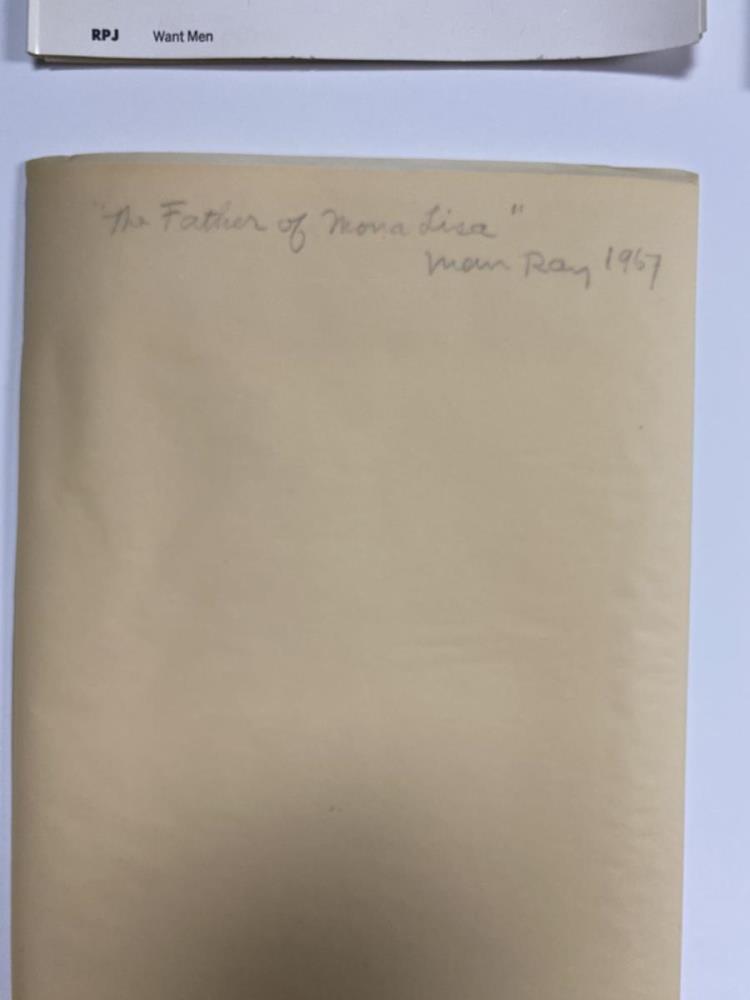 RPJ Want Men
"The Father of Mona Lisa"
Man Ray 1967